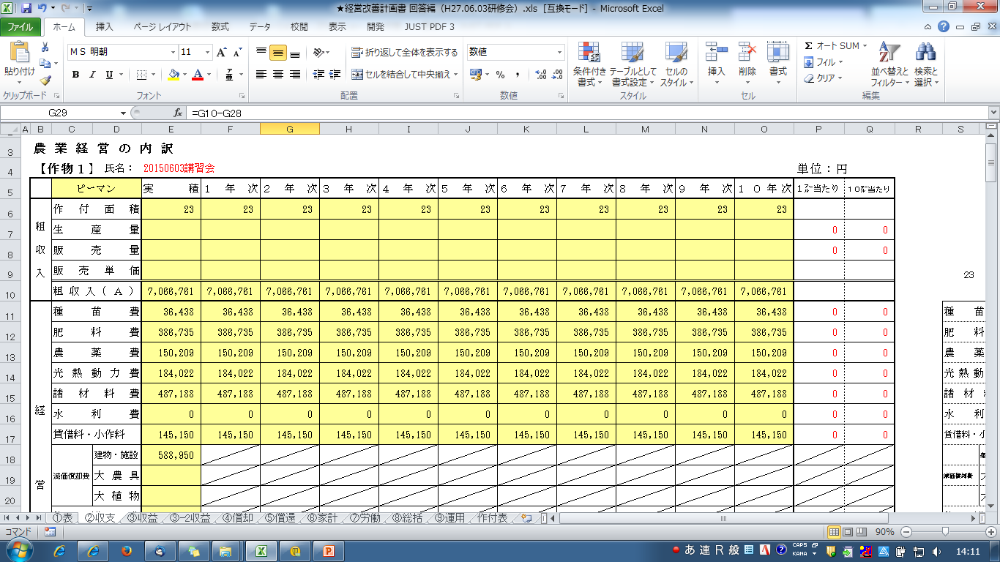 ★経営改善計画書 回答編（H27.06.03研修会）.xls [互換モード] - Microsoft Excel
ファイル ホーム 挿入 ページ レイアウト 数式 データ 校閲 表示 開発 JUST PDF 3
貼り付け ＭＳ 明朝 11 折り返して全体を表示する 数値 条件付き書式 テーブルとして書式設定 セルのスタイル 挿入 削除 書式 Σ オート SUM フィル クリア 並べ替えとフィルター 検索と選択
B I U セルを結合して中央揃え % ,
クリップボード フォント 配置 数値 スタイル セル 編集
G29 fx =G10-G28
A B C D E F G H I J K L M N O P Q R S
3 農業経営の内訳
4 【作物１】 氏名： 20150603講習会 単位：円
5 ピーマン 実績 １年次 ２年次 ３年次 ４年次 ５年次 ６年次 ７年次 ８年次 ９年次 １０年次 1㌃当たり 10㌃当たり
6 作付面積 23 23 23 23 23 23 23 23 23 23 23
粗収入
7 生産量 0 0
8 販売量 0 0
9 販売単価 23
10 粗収入(Ａ) 7,066,761 7,066,761 7,066,761 7,066,761 7,066,761 7,066,761 7,066,761 7,066,761 7,066,761 7,066,761 7,066,761
11 種苗費 36,438 36,438 36,438 36,438 36,438 36,438 36,438 36,438 36,438 36,438 36,438 0 0 種苗
12 肥料費 386,735 386,735 386,735 386,735 386,735 386,735 386,735 386,735 386,735 386,735 386,735 0 0 肥料
13 農薬費 150,209 150,209 150,209 150,209 150,209 150,209 150,209 150,209 150,209 150,209 150,209 0 0 農薬
14 光熱動力費 184,022 184,022 184,022 184,022 184,022 184,022 184,022 184,022 184,022 184,022 184,022 0 0 光熱動
15 諸材料費 487,188 487,188 487,188 487,188 487,188 487,188 487,188 487,188 487,188 487,188 487,188 0 0 諸材
経営
16 水利費 0 0 0 0 0 0 0 0 0 0 0 0 0 水利
17 賃借料・小作料 145,150 145,150 145,150 145,150 145,150 145,150 145,150 145,150 145,150 145,150 145,150 0 0 賃借料・小
18 建物・施設 588,950
19 減価償却費 大農具 減価償却費
20 大植物
①表 ②収支 ③収益 ③-2収益 ④償却 ⑤償還 ⑥家計 ⑦労働 ⑧総括 ⑨運用 作付表
コマンド 90%
あ 連 R 般 CAPS KANA 14:11